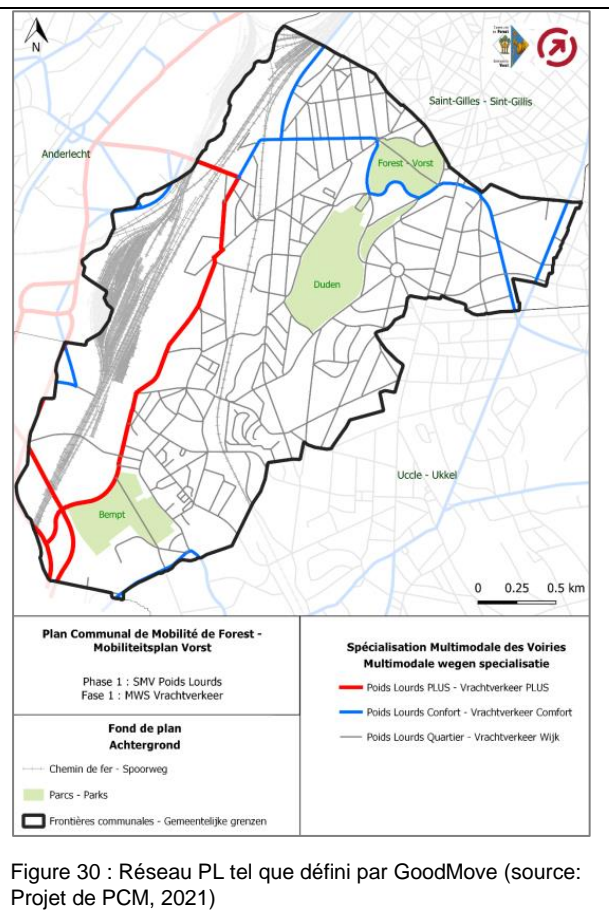 N
Saint-Gilles - Sint-Gillis
Anderlecht
Forest - Vorst
Duden
Uccle - Ukkel
Bempt
0 0.25 0.5 km
Plan Communal de Mobilité de Forest -
Mobiliteitsplan Vorst
Phase 1 : SMV Poids Lourds
Fase 1 : MWS Vrachtverkeer
Fond de plan
Achtergrond
Chemin de fer - Spoorweg
Parcs - Parks
Frontières communales - Gemeentelijke grenzen
Spécialisation Multimodale des Voiries
Multimodale wegen specialisatie
Poids Lourds PLUS - Vrachtverkeer PLUS
Poids Lourds Confort - Vrachtverkeer Comfort
Poids Lourds Quartier - Vrachtverkeer Wijk
Figure 30 : Réseau PL tel que défini par GoodMove (source:
Projet de PCM, 2021)